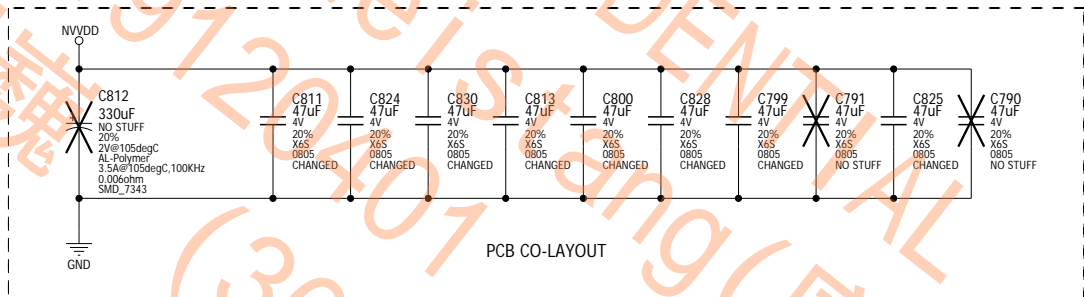 NVVDD
C812
330uF
NO STUFF
20%
2V@105degC
AL-Polymer
3.5A@105degC,100KHz
0.006ohm
SMD_7343
C811
47uF
4V
20%
X6S
0805
CHANGED
C824
47uF
4V
20%
X6S
0805
CHANGED
C830
47uF
4V
20%
X6S
0805
CHANGED
C813
47uF
4V
20%
X6S
0805
CHANGED
C800
47uF
4V
20%
X6S
0805
CHANGED
C828
47uF
4V
20%
X6S
0805
CHANGED
C799
47uF
4V
20%
X6S
0805
CHANGED
C791
47uF
4V
20%
X6S
0805
NO STUFF
C825
47uF
4V
20%
X6S
0805
CHANGED
C790
47uF
4V
20%
X6S
0805
NO STUFF
GND
PCB CO-LAYOUT